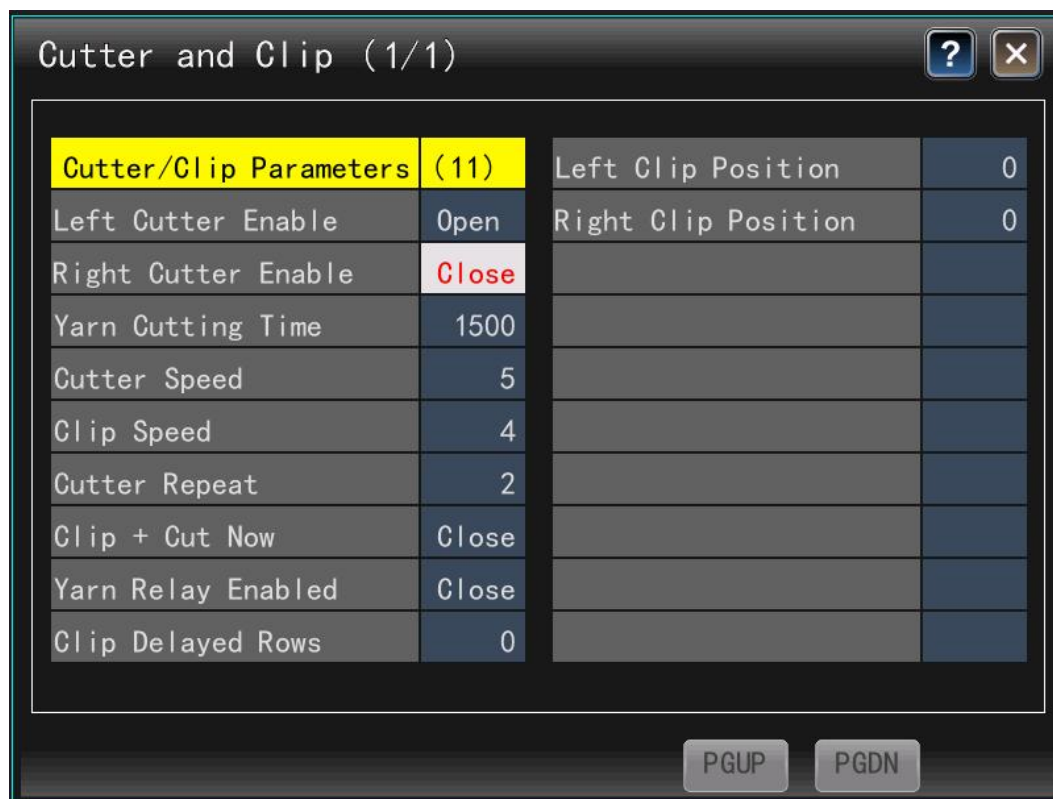 Cutter and Clip (1/1)
?
×
Cutter/Clip Parameters (11)
Left Cutter Enable Open
Right Cutter Enable Close
Yarn Cutting Time 1500
Cutter Speed 5
Clip Speed 4
Cutter Repeat 2
Clip + Cut Now Close
Yarn Relay Enabled Close
Clip Delayed Rows 0
Left Clip Position 0
Right Clip Position 0
PGUP
PGDN